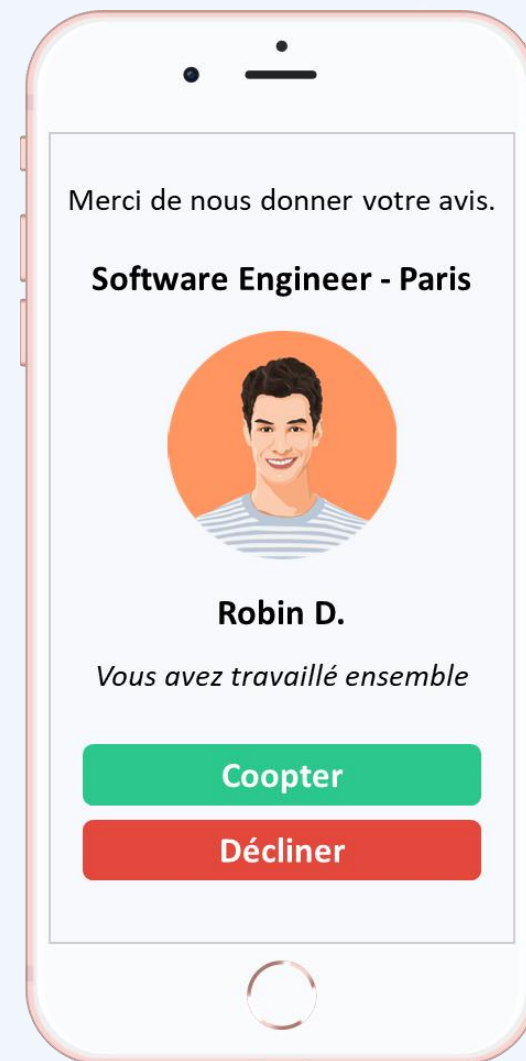 Merci de nous donner votre avis.
Software Engineer - Paris
Robin D.
Vous avez travaillé ensemble
Coopter
Décliner